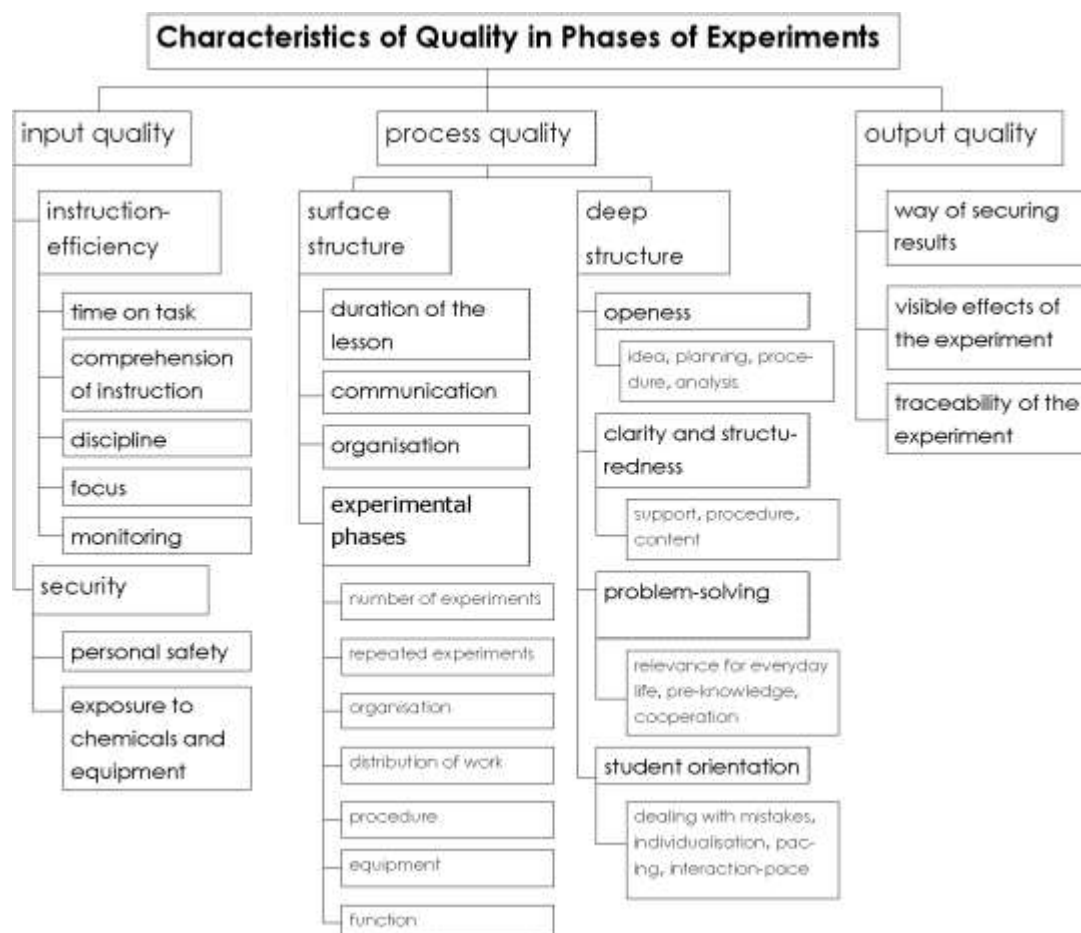 Characteristics of Quality in Phases of Experiments
input quality
instruction-
efficiency
time on task
comprehension
of instruction
discipline
focus
monitoring
security
personal safety
exposure to
chemicals and
equipment
process quality
surface
structure
duration of the
lesson
communication
organisation
experimental
phases
number of experiments
repeated experiments
organisation
distribution of work
procedure
equipment
function
deep
structure
openess
idea, planning, proce-
dure, analysis
clarity and structu-
redness
support, procedure,
content
problem-solving
relevance for everyday
life, pre-knowledge,
cooperation
student orientation
dealing with mistakes,
individualisation, pac-
ing, interaction-pace
output quality
way of securing
results
visible effects of
the experiment
traceability of the
experiment